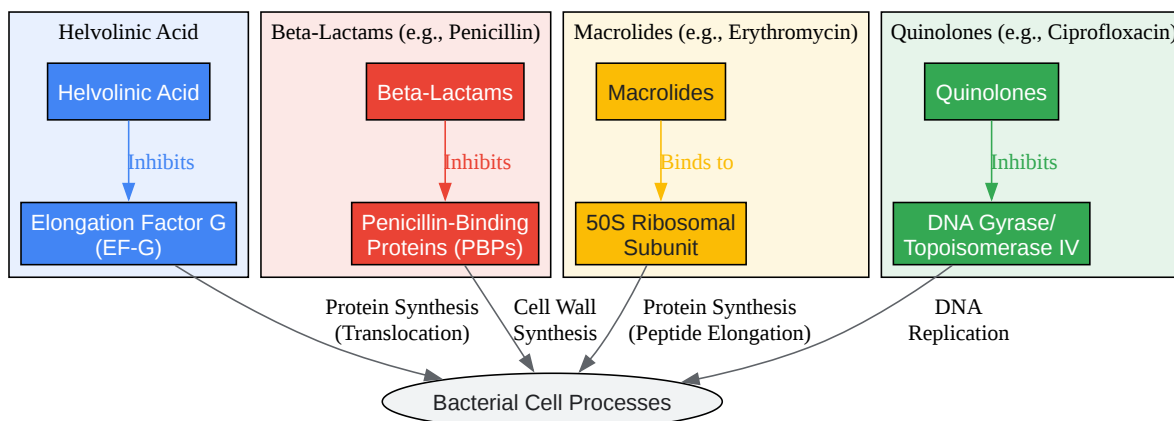 Helvolinic Acid
Beta-Lactams (e.g., Penicillin)
Macrolides (e.g., Erythromycin)
Quinolones (e.g., Ciprofloxacin)
Helvolinic Acid
Beta-Lactams
Macrolides
Quinolones
Inhibits
Inhibits
Binds to
Inhibits
Elongation Factor G
(EF-G)
Penicillin-Binding
Proteins (PBPs)
50S Ribosomal
Subunit
DNA Gyrase/
Topoisomerase IV
Protein Synthesis
(Translocation)
Cell Wall
Synthesis
Protein Synthesis
(Peptide Elongation)
DNA
Replication
Bacterial Cell Processes